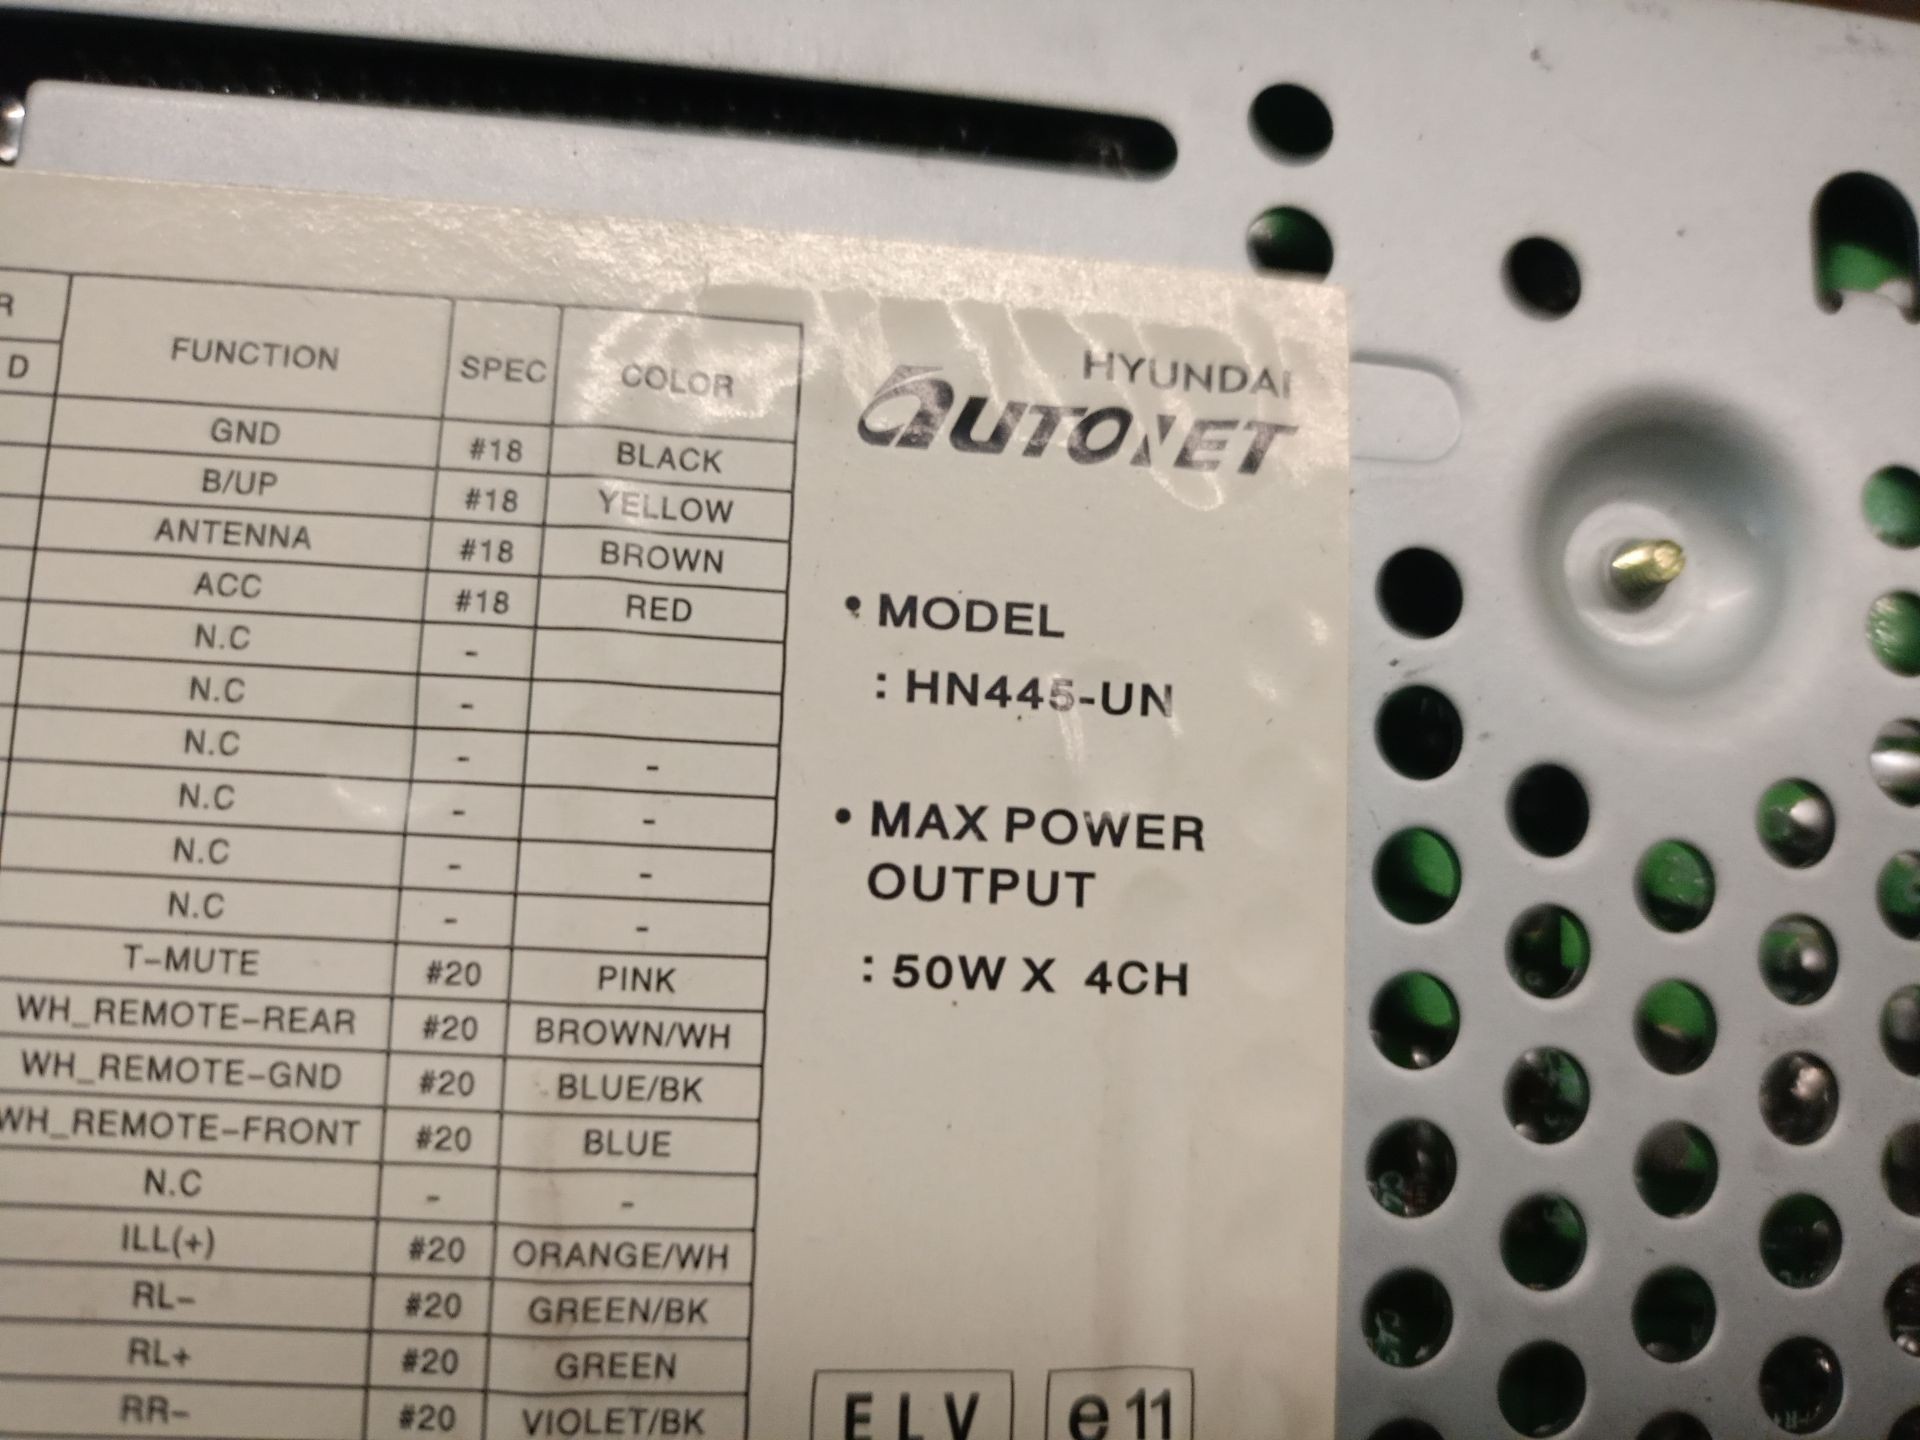 R
D
FUNCTION SPEC COLOR
GND #18 BLACK
B/UP #18 YELLOW
ANTENNA #18 BROWN
ACC #18 RED
N.C -
N.C -
N.C - -
N.C - -
N.C - -
N.C - -
T-MUTE #20 PINK
WH_REMOTE-REAR #20 BROWN/WH
WH_REMOTE-GND #20 BLUE/BK
WH_REMOTE-FRONT #20 BLUE
N.C - -
ILL(+) #20 ORANGE/WH
RL- #20 GREEN/BK
RL+ #20 GREEN
RR- #20 VIOLET/BK
HYUNDAI
AUTONET
• MODEL
: HN445-UN
• MAX POWER
OUTPUT
: 50W X 4CH
ELV e11